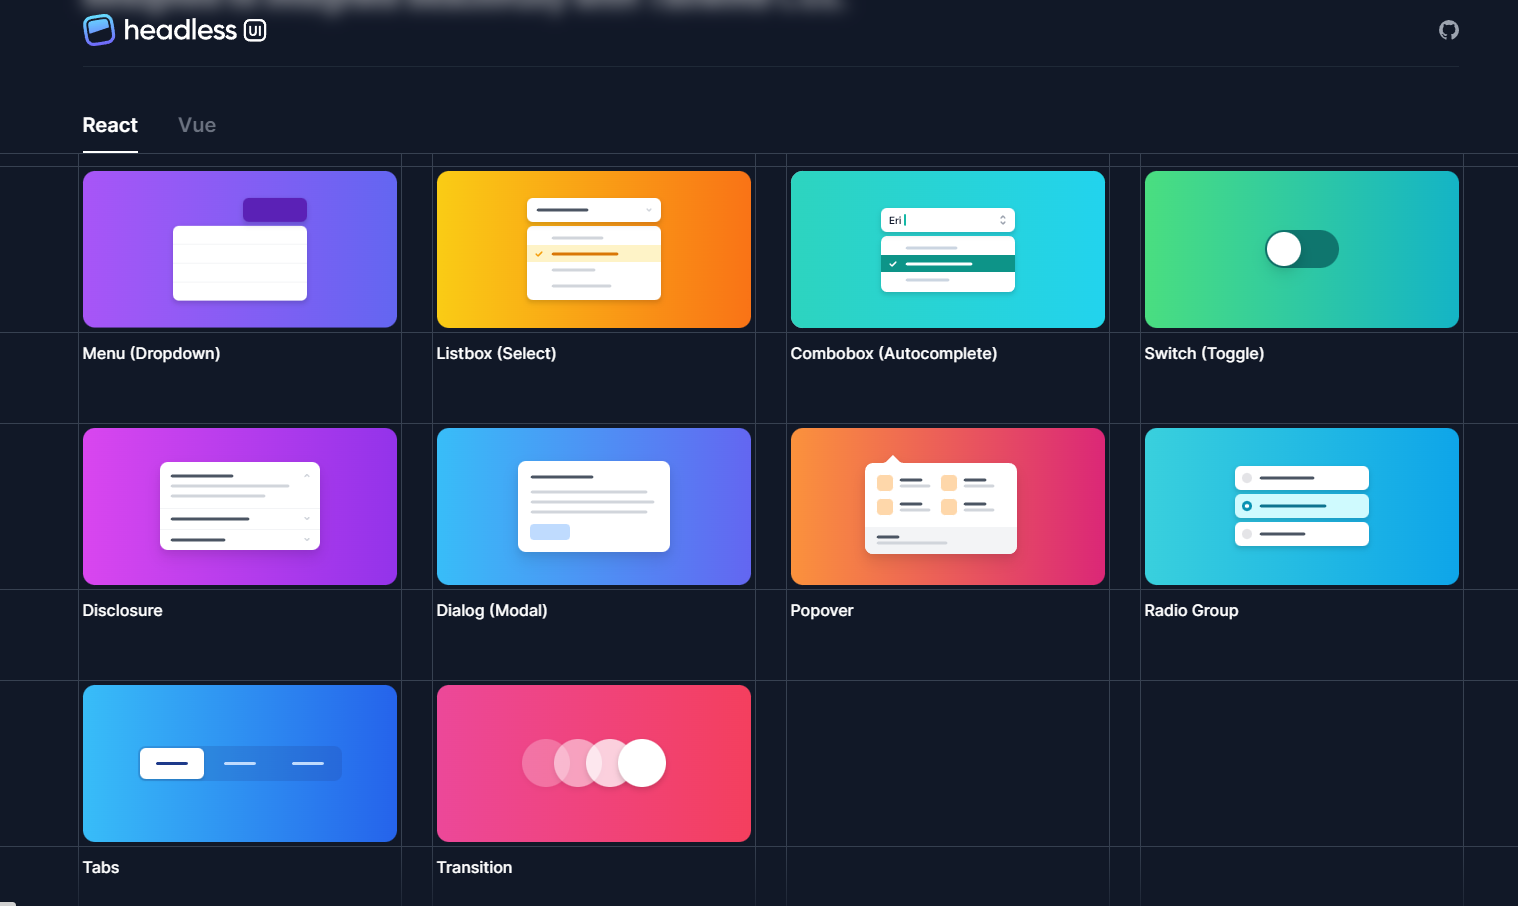 headless UI
React Vue
Eri
Menu (Dropdown) Listbox (Select) Combobox (Autocomplete) Switch (Toggle)
Disclosure Dialog (Modal) Popover Radio Group
Tabs Transition